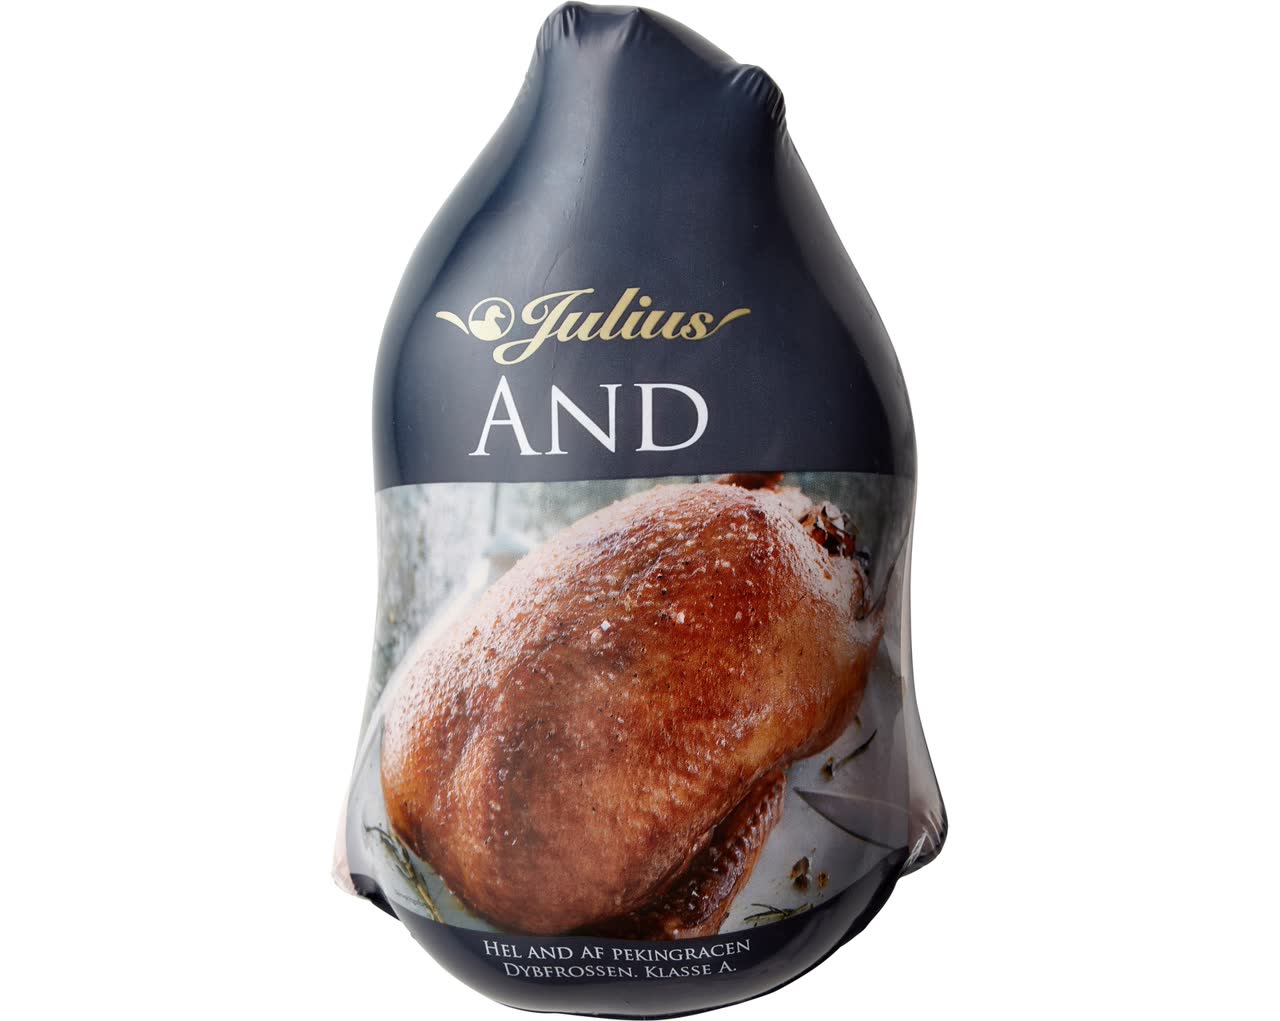 Julius
AND
HEL AND AF PEKINGRACEN
DYBFROSSEN. KLASSE A.